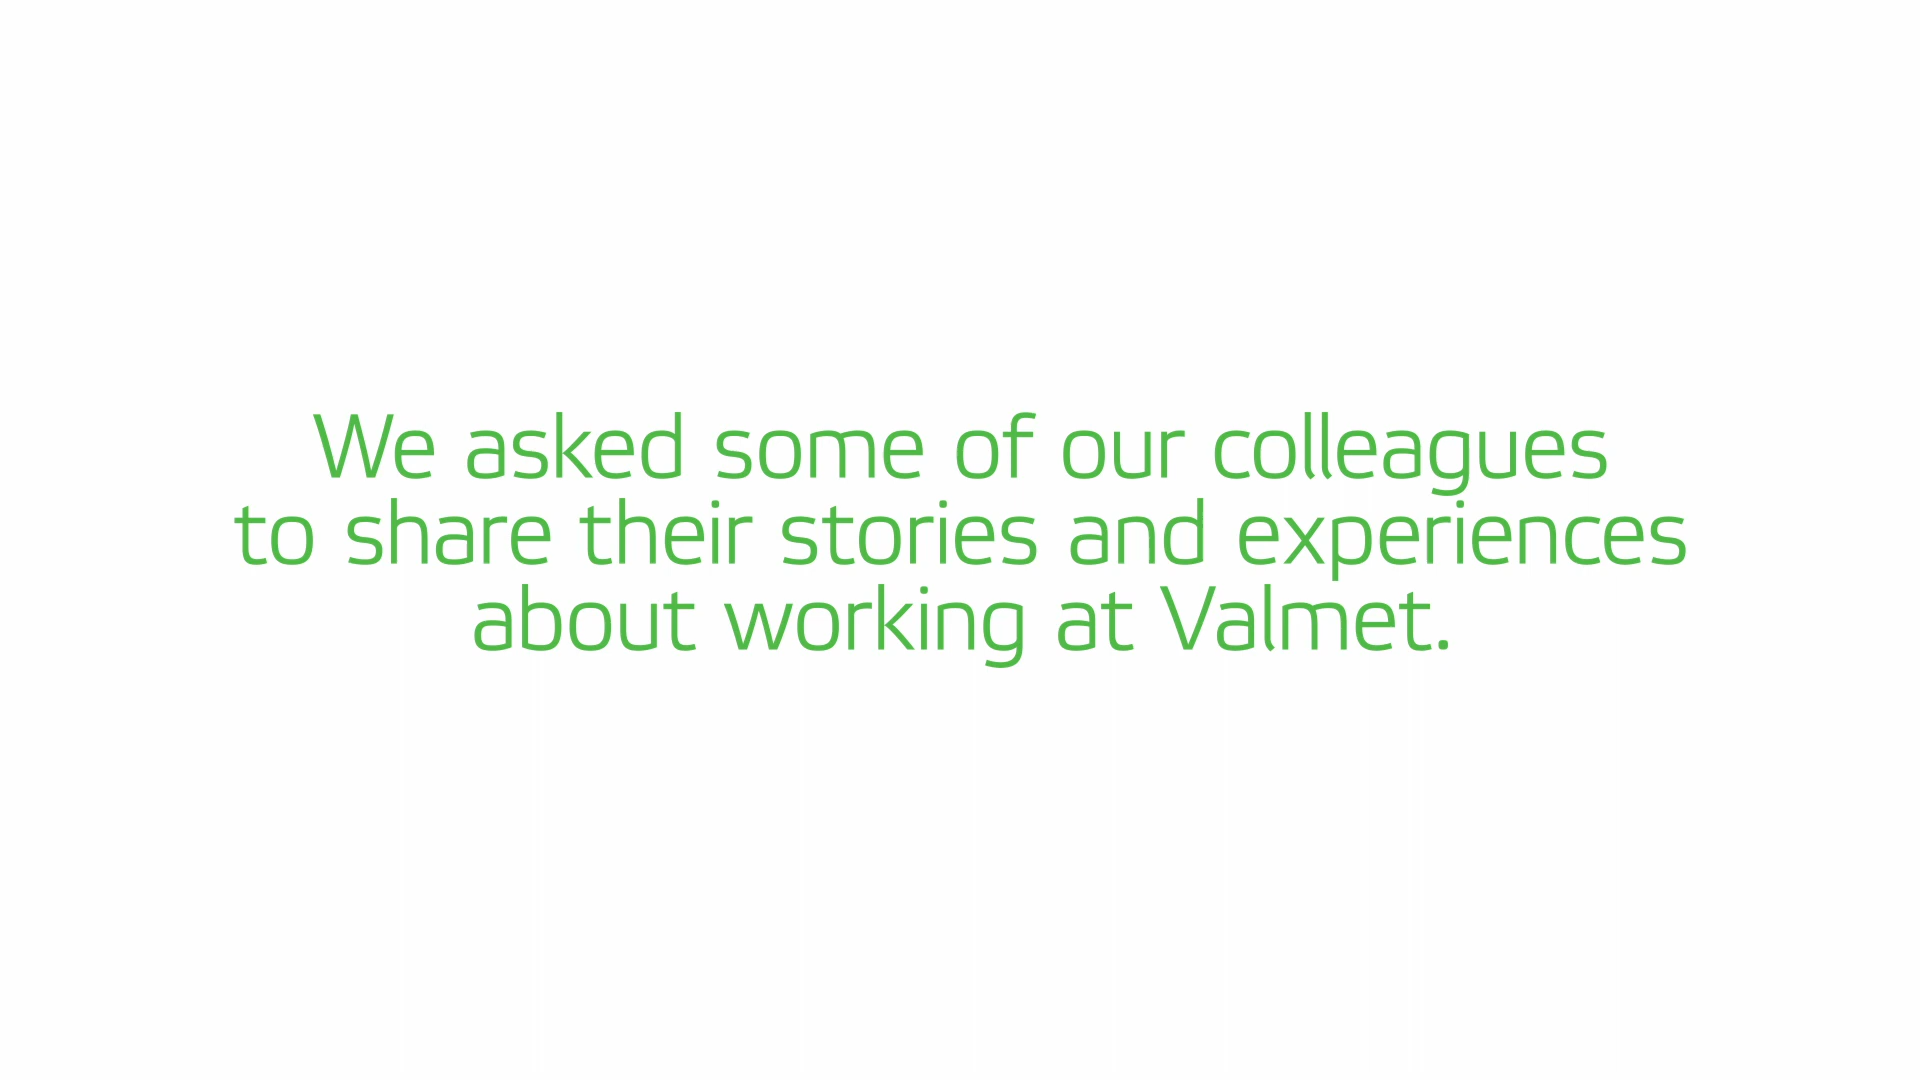 We asked some of our colleagues
to share their stories and experiences
about working at Valmet.